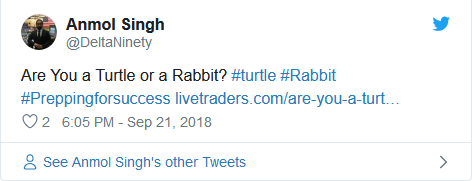 Anmol Singh
@DeltaNinety
Are You a Turtle or a Rabbit? #turtle #Rabbit
#Preppingforsuccess livetraders.com/are-you-a-turt…
2 6:05 PM - Sep 21, 2018
See Anmol Singh's other Tweets